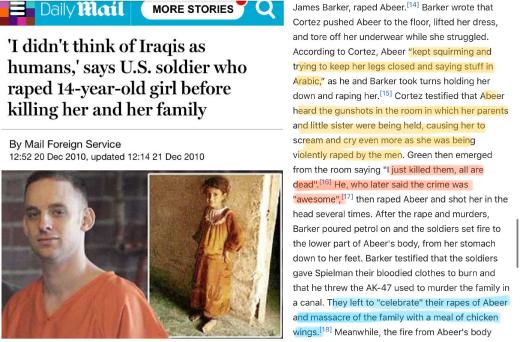 Daily Mail
MORE STORIES
'I didn't think of Iraqis as
humans,' says U.S. soldier who
raped 14-year-old girl before
killing her and her family
By Mail Foreign Service
12:52 20 Dec 2010, updated 12:14 21 Dec 2010
James Barker, raped Abeer.[14] Barker wrote that
Cortez pushed Abeer to the floor, lifted her dress,
and tore off her underwear while she struggled.
According to Cortez, Abeer "kept squirming and
trying to keep her legs closed and saying stuff in
Arabic," as he and Barker took turns holding her
down and raping her.[15] Cortez testified that Abeer
heard the gunshots in the room in which her parents
and little sister were being held, causing her to
scream and cry even more as she was being
violently raped by the men. Green then emerged
from the room saying "I just killed them, all are
dead".[16] He, who later said the crime was
"awesome",[17] then raped Abeer and shot her in the
head several times. After the rape and murders,
Barker poured petrol on and the soldiers set fire to
the lower part of Abeer's body, from her stomach
down to her feet. Barker testified that the soldiers
gave Spielman their bloodied clothes to burn and
that he threw the AK-47 used to murder the family in
a canal. They left to "celebrate" their rapes of Abeer
and massacre of the family with a meal of chicken
wings.[18] Meanwhile, the fire from Abeer's body